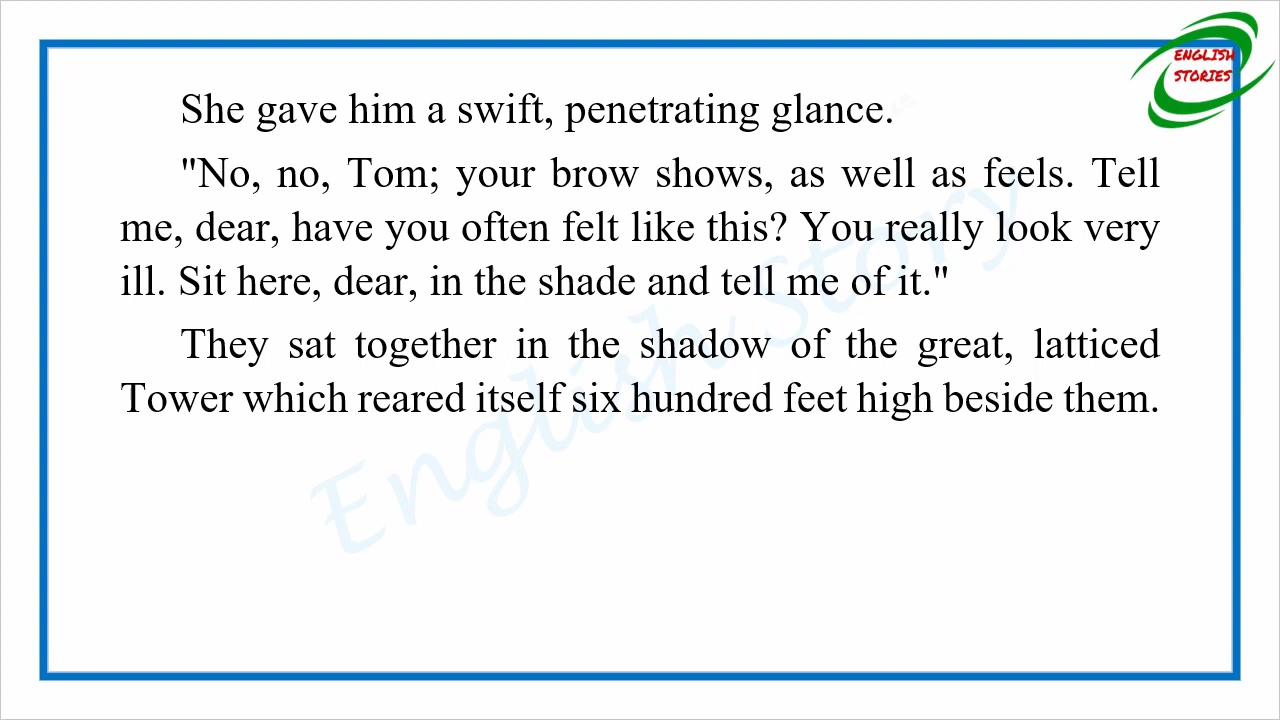 ENGLISH
STORIES
She gave him a swift, penetrating glance.
"No, no, Tom; your brow shows, as well as feels. Tell
me, dear, have you often felt like this? You really look very
ill. Sit here, dear, in the shade and tell me of it."
They sat together in the shadow of the great, latticed
Tower which reared itself six hundred feet high beside them.
English Story